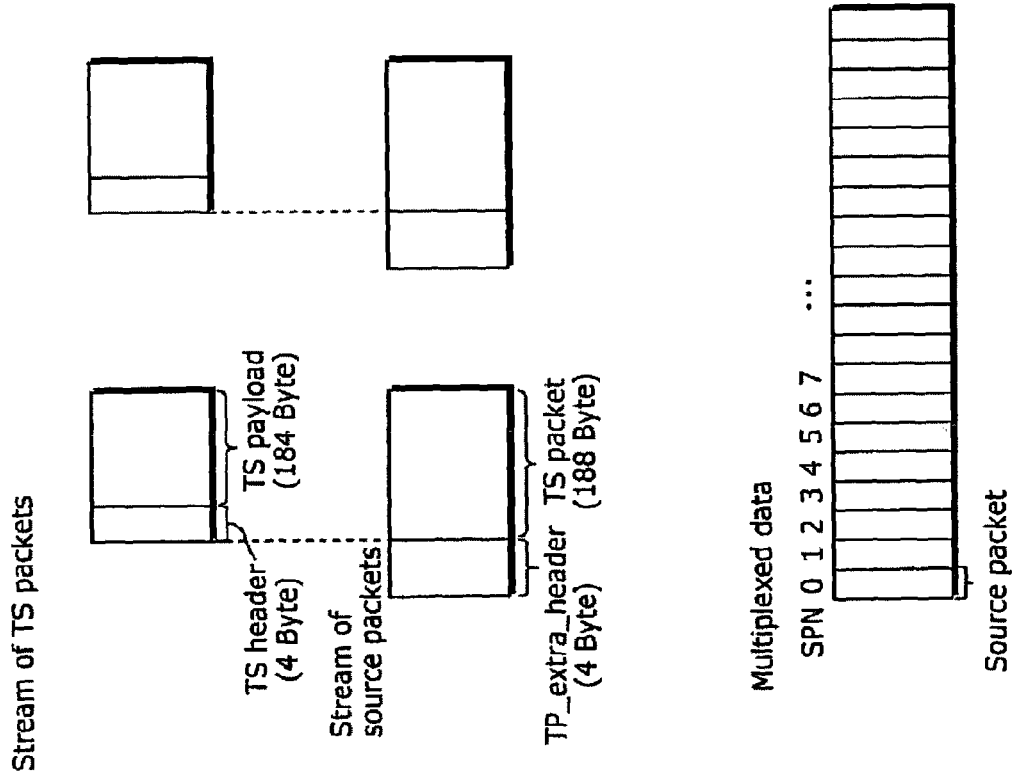 Stream of TS packets
TS header
(4 Byte)
TS payload
(184 Byte)
Stream of
source packets
TP_extra_header
(4 Byte)
TS packet
(188 Byte)
Multiplexed data
SPN 0 1 2 3 4 5 6 7 ...
Source packet